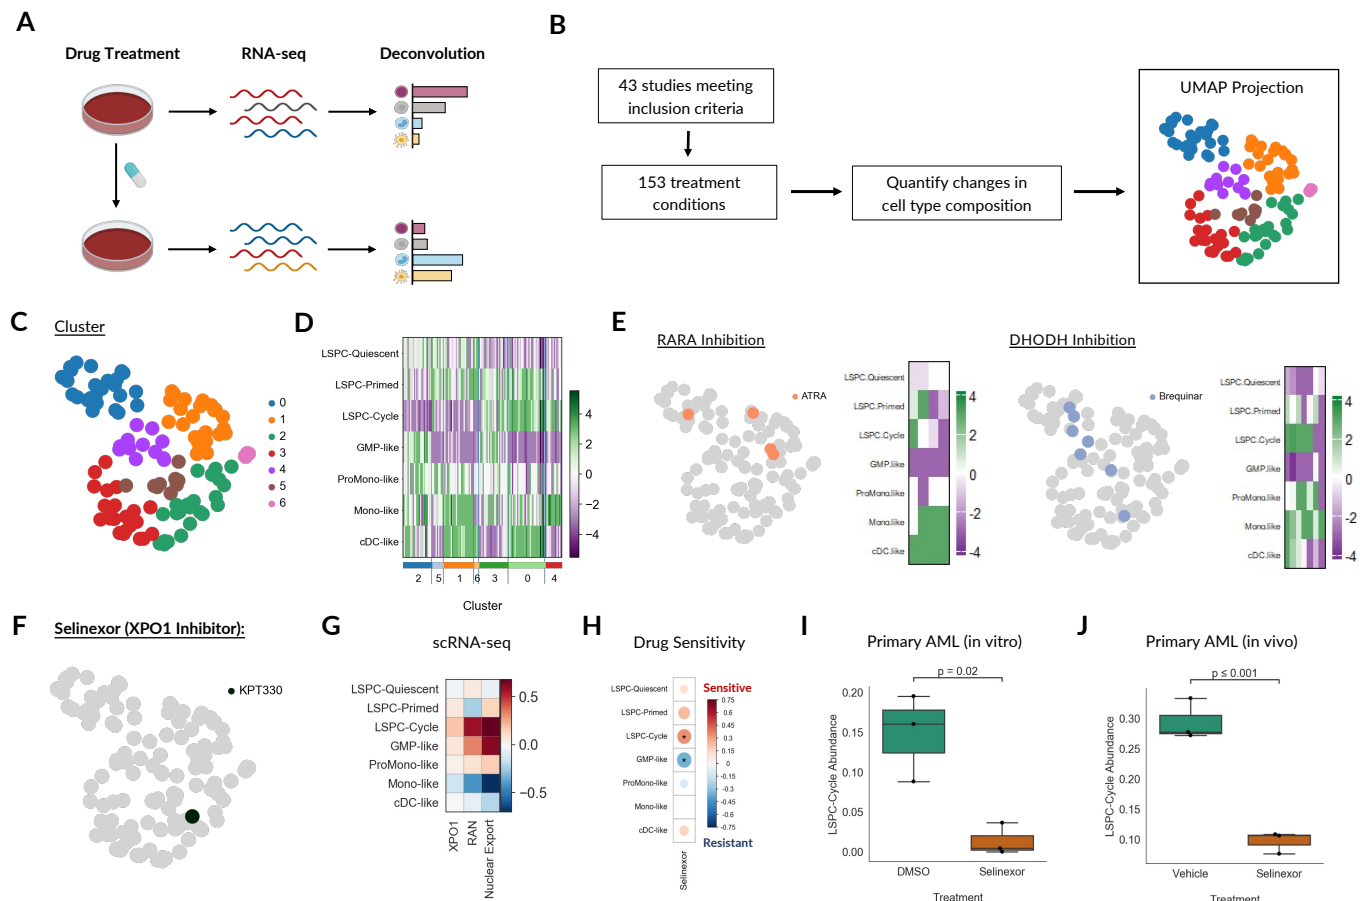 A
Drug Treatment
RNA-seq
Deconvolution
B
43 studies meeting
inclusion criteria
153 treatment
conditions
Quantify changes in
cell type composition
UMAP Projection
C
Cluster
0
1
2
3
4
5
6
D
LSPC-Quiescent
LSPC-Primed
LSPC-Cycle
GMP-like
ProMono-like
Mono-like
cDC-like
4
2
0
−2
−4
2
5
1
6
3
0
4
Cluster
E
RARA Inhibition
ATRA
LSPC.Quiescent
LSPC.Primed
LSPC.Cycle
GMP.like
ProMono.like
Mono.like
cDC.like
4
2
0
-2
-4
DHODH Inhibition
Brequinar
LSPC.Quiescent
LSPC.Primed
LSPC.Cycle
GMP.like
ProMono.like
Mono.like
cDC.like
4
2
0
-2
-4
F
Selinexor (XPO1 Inhibitor):
KPT330
G
scRNA-seq
LSPC-Quiescent
LSPC-Primed
LSPC-Cycle
GMP-like
ProMono-like
Mono-like
cDC-like
XPO1
RAN
Nuclear Export
0.5
0.0
−0.5
H
Drug Sensitivity
LSPC-Quiescent
LSPC-Primed
LSPC-Cycle
GMP-like
ProMono-like
Mono-like
cDC-like
Selinexor
Sensitive
0.75
0.6
0.45
0.3
0.15
0
-0.15
-0.3
-0.45
-0.6
-0.75
Resistant
I
Primary AML (in vitro)
p = 0.02
LSPC-Cycle Abundance
0.20
0.15
0.10
0.05
0.00
DMSO
Selinexor
Treatment
J
Primary AML (in vivo)
p ≤ 0.001
LSPC-Cycle Abundance
0.30
0.25
0.20
0.15
0.10
Vehicle
Selinexor
Treatment